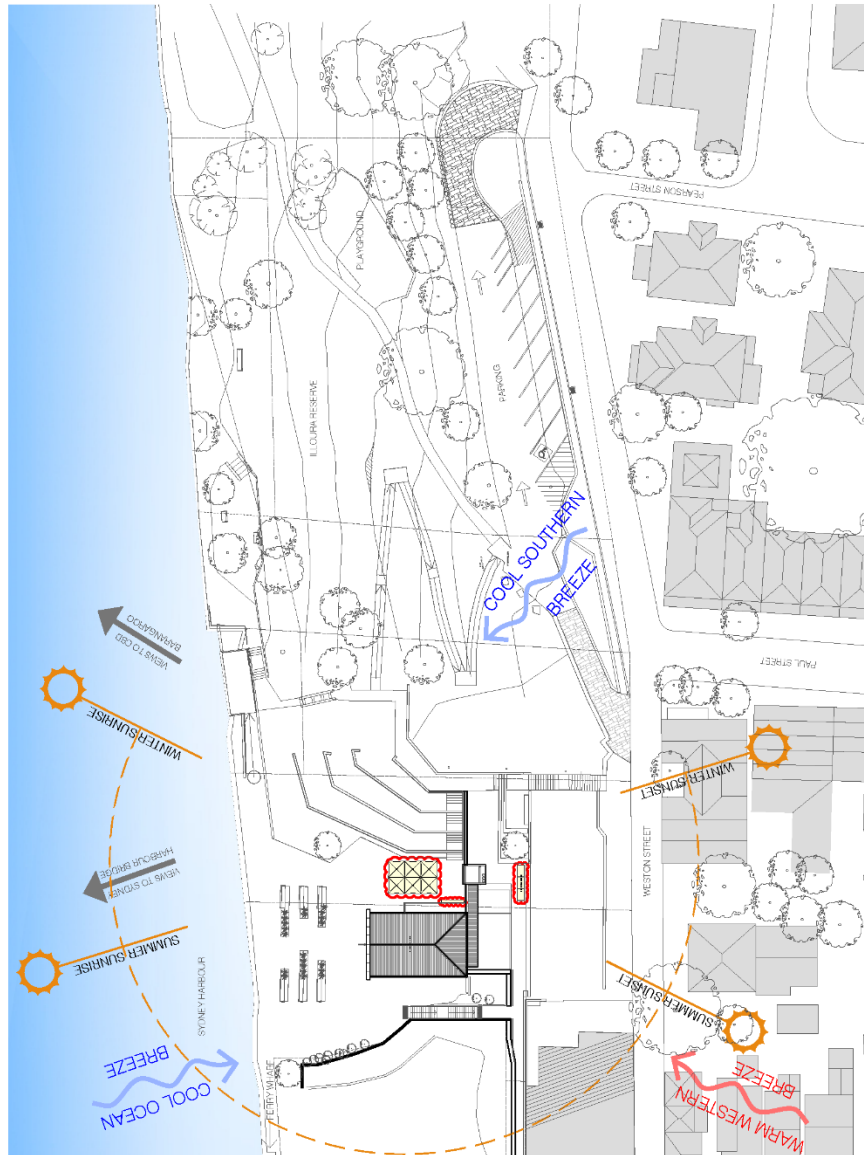 PEARSON STREET
PLAYGROUND
ILLOURA RESERVE
PARKING
COOL SOUTHERN
BREEZE
VIEWS TO CBD
BARANGAROO
PAUL STREET
WINTER SUNRISE
WINTER SUNSET
WESTON STREET
VIEWS TO SYDNEY
HARBOUR BRIDGE
SUMMER SUNRISE
SUMMER SUNSET
SYDNEY HARBOUR
COOL OCEAN
BREEZE
FERRY WHARF
WARM WESTERN
BREEZE